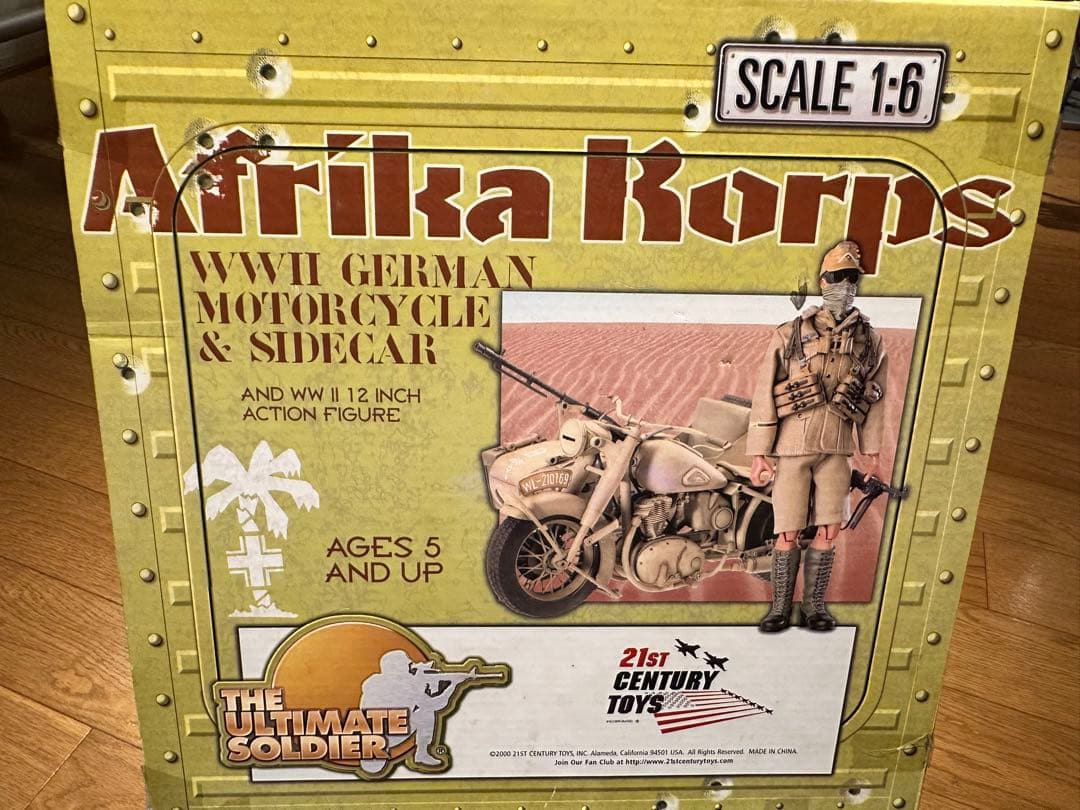 SCALE 1:6
Afrika Korps
WWII GERMAN
MOTORCYCLE
& SIDECAR
AND WW II 12 INCH
ACTION FIGURE
WL-210169
AGES 5
AND UP
THE
ULTIMATE
SOLDIER®
21ST
CENTURY
TOYS
©2000 21ST CENTURY TOYS, INC. Alameda, California 94501 USA. All Rights Reserved. MADE IN CHINA.
Join Our Fan Club at http://www.21stcenturytoys.com